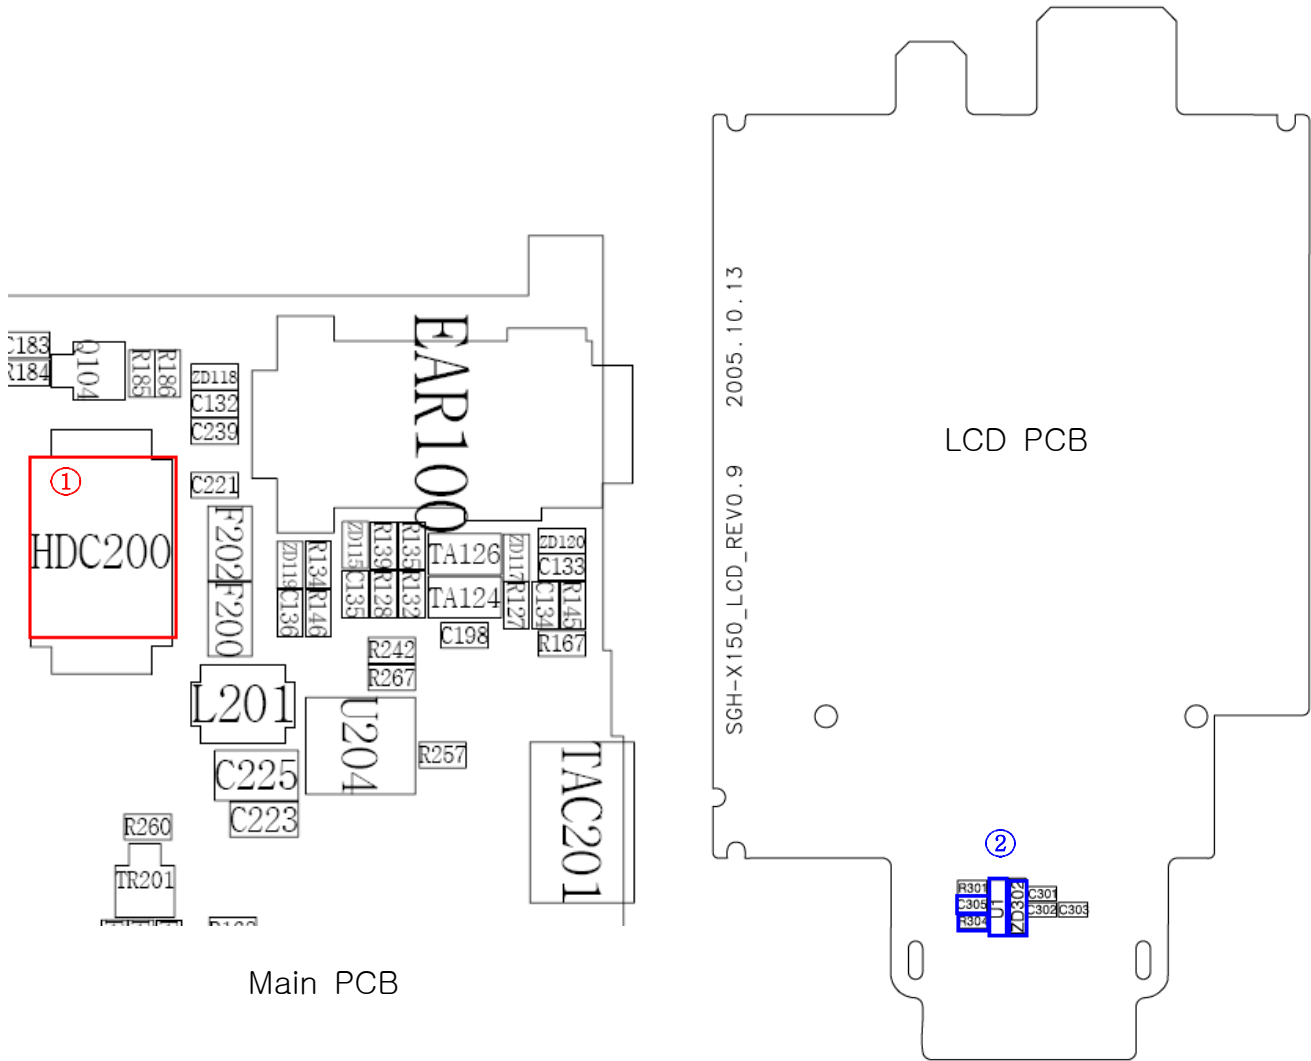 C183
R184
Q104
R185
R186
ZD118
C132
C239
C221
EAR100
①
HDC200
F202
F200
ZD119
R134
C136
R146
ZD115
R139
R135
C135
R128
R132
TA126
TA124
ZD117
R127
ZD120
C133
C134
R145
R167
C198
R242
R267
L201
U204
R257
C225
C223
TAC201
R260
TR201
Main PCB
2005.10.13
SGH-X150_LCD_REV0.9
LCD PCB
②
R301
C305
R304
U1
ZD302
C301
C302
C303